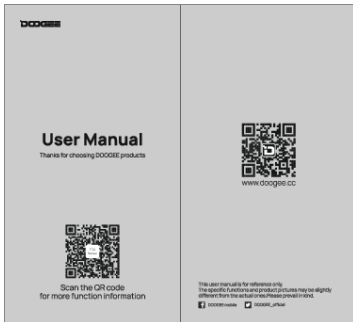 DOOGEE
User Manual
Thanks for choosing DOOGEE products
Scan the QR code
for more function information
www.doogee.cc
This user manual is for reference only.
The specific functions and product pictures may be slightly
different from the actual ones.Please prevail in kind.
DOOGEE mobile
DOOGEE_official